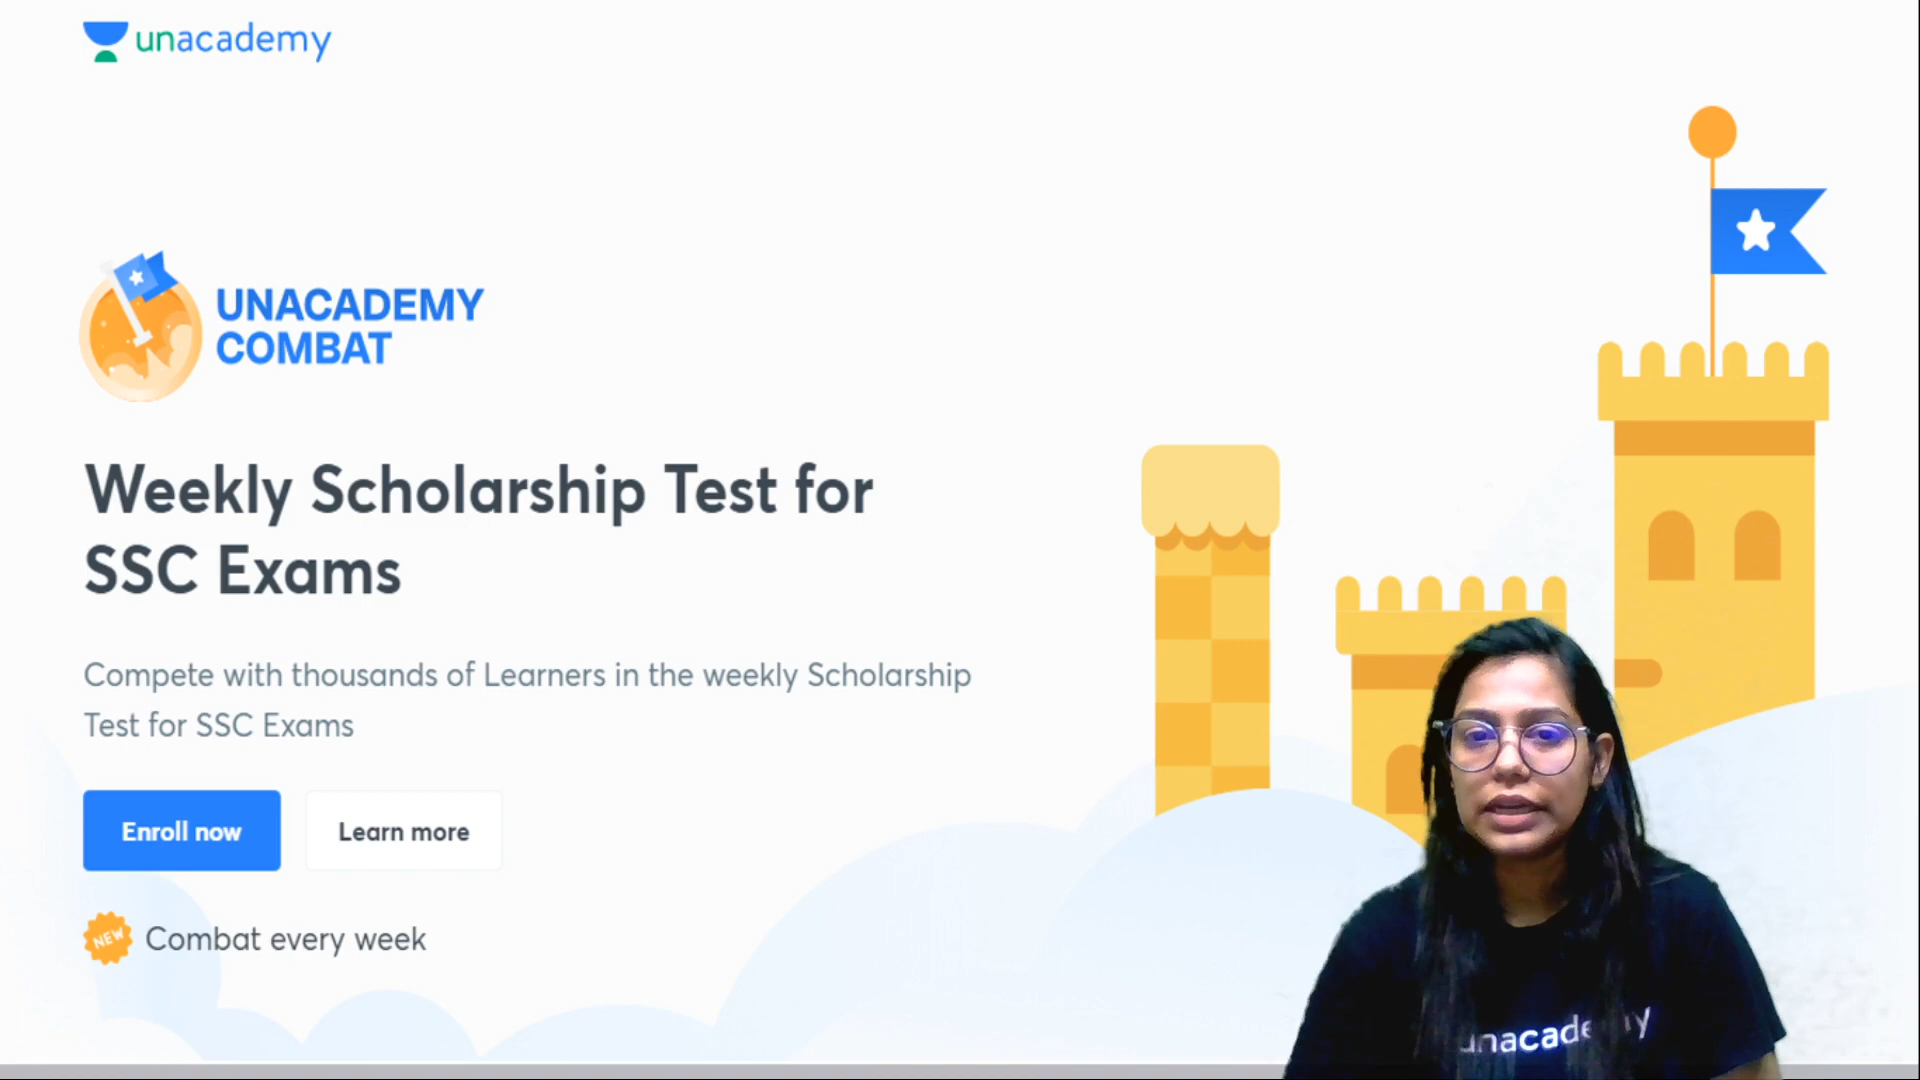 unacademy
UNACADEMY
COMBAT
Weekly Scholarship Test for
SSC Exams
Compete with thousands of Learners in the weekly Scholarship
Test for SSC Exams
Enroll now
Learn more
NEW
Combat every week
unacademy